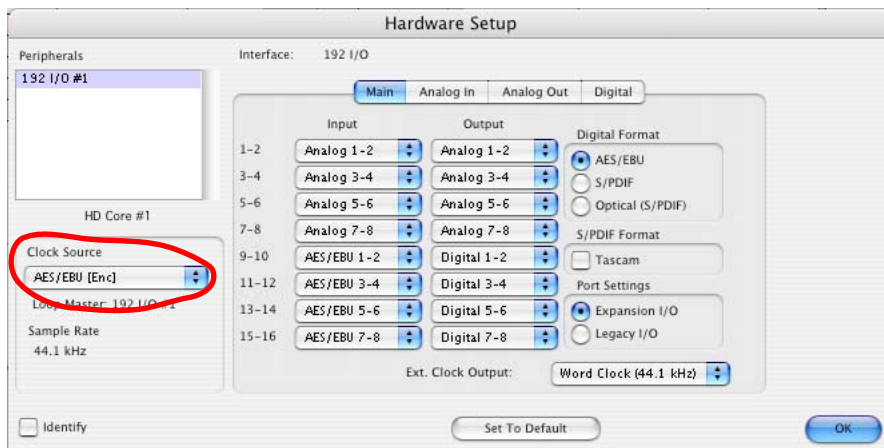 Hardware Setup
Peripherals
192 I/O #1
HD Core #1
Clock Source
AES/EBU [Enc]
Loop Master: 192 I/O #1
Sample Rate
44.1 kHz
Identify
Interface: 192 I/O
Main Analog In Analog Out Digital
Input Output
1-2 Analog 1-2 Analog 1-2
3-4 Analog 3-4 Analog 3-4
5-6 Analog 5-6 Analog 5-6
7-8 Analog 7-8 Analog 7-8
9-10 AES/EBU 1-2 Digital 1-2
11-12 AES/EBU 3-4 Digital 3-4
13-14 AES/EBU 5-6 Digital 5-6
15-16 AES/EBU 7-8 Digital 7-8
Digital Format
AES/EBU
S/PDIF
Optical (S/PDIF)
S/PDIF Format
Tascam
Port Settings
Expansion I/O
Legacy I/O
Ext. Clock Output: Word Clock (44.1 kHz)
Set To Default
OK